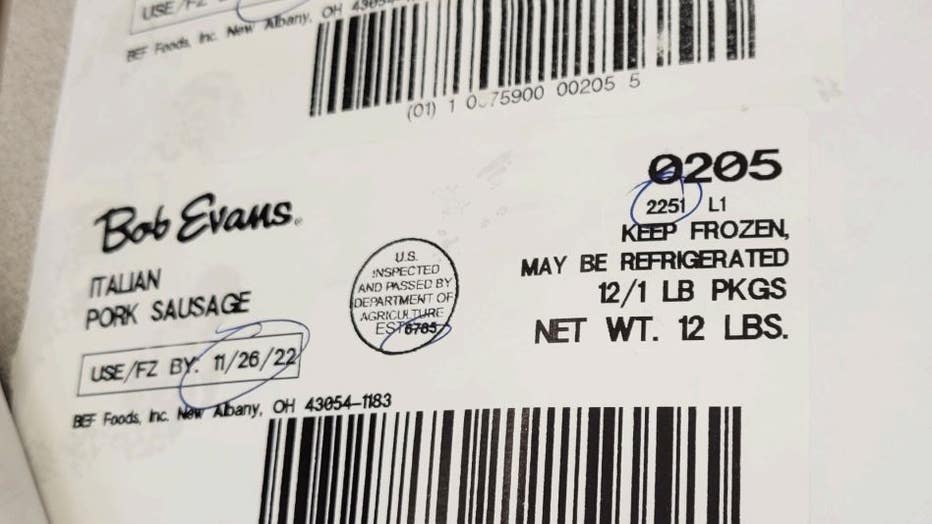 USE/FZ
BEF Foods, Inc. New Albany, OH
(01) 1 0 75900 00205 5
0205
2251 L1
Bob Evans®
KEEP FROZEN,
MAY BE REFRIGERATED
12/1 LB PKGS
NET WT. 12 LBS.
ITALIAN
PORK SAUSAGE
U.S.
INSPECTED
AND PASSED BY
DEPARTMENT OF
AGRICULTURE
EST 6785
USE/FZ BY: 11/26/22
BEF Foods, Inc. New Albany, OH 43054-1183